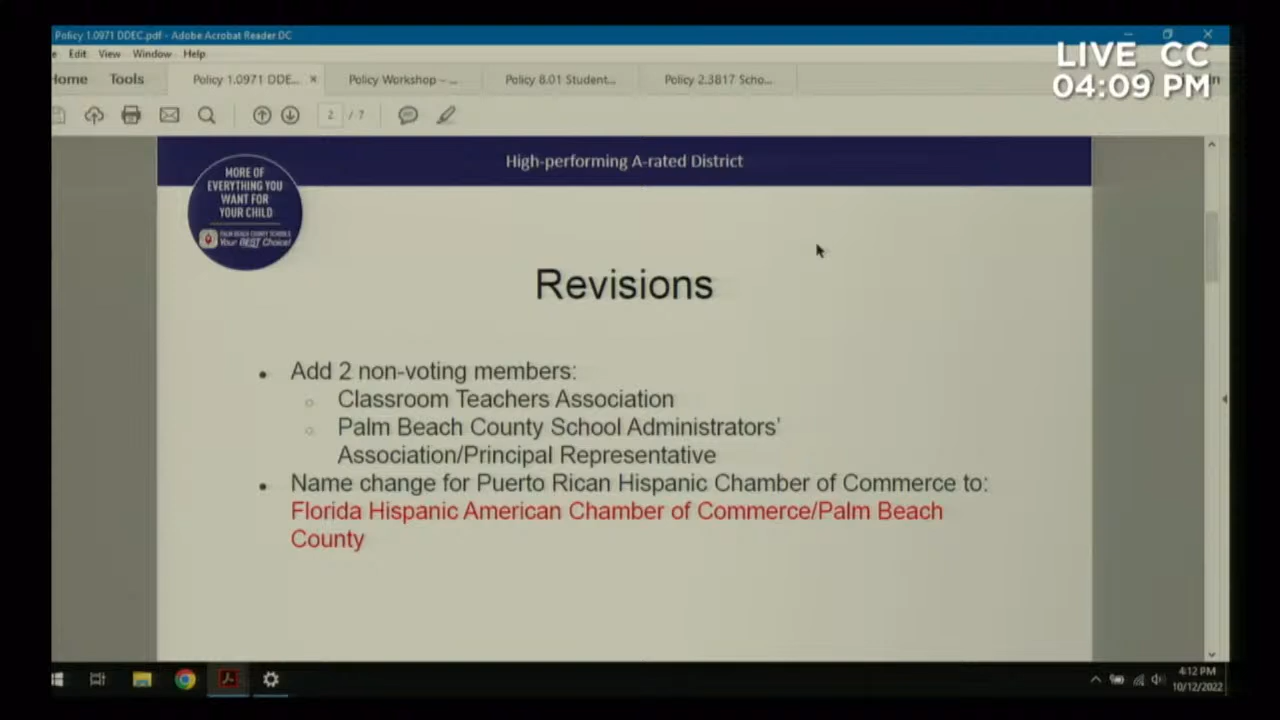 Policy 1.0971 DDEC.pdf - Adobe Acrobat Reader DC
LIVE CC
04:09 PM
Edit View Window Help
Home Tools Policy 1.0971 DDE... × Policy Workshop – ... Policy 8.01 Student... Policy 2.3817 Scho...
2 / 7
High-performing A-rated District
MORE OF
EVERYTHING YOU
WANT FOR
YOUR CHILD
PALM BEACH COUNTY SCHOOLS
Your BEST Choice!
Revisions
• Add 2 non-voting members:
○ Classroom Teachers Association
○ Palm Beach County School Administrators'
Association/Principal Representative
• Name change for Puerto Rican Hispanic Chamber of Commerce to:
Florida Hispanic American Chamber of Commerce/Palm Beach
County
4:12 PM
10/12/2022